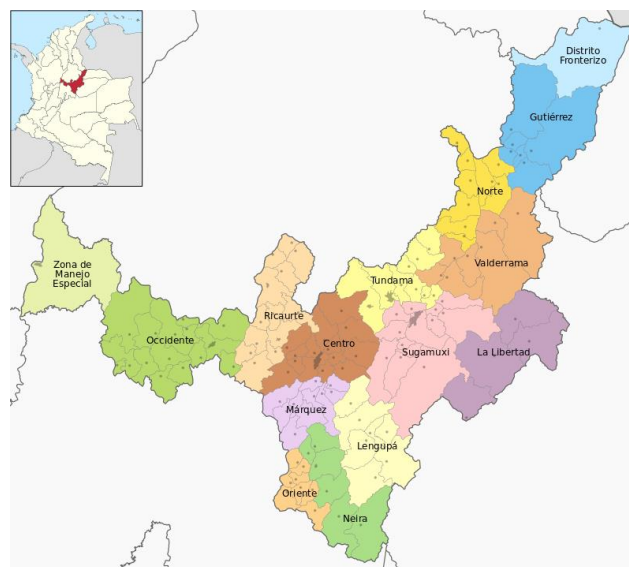 Distrito
Fronterizo
Gutiérrez
Norte
Valderrama
Zona de
Manejo
Especial
Tundama
RIcaurte
Occidente
Centro
Sugamuxi
La Libertad
Márquez
Lengupá
Oriente
Neira